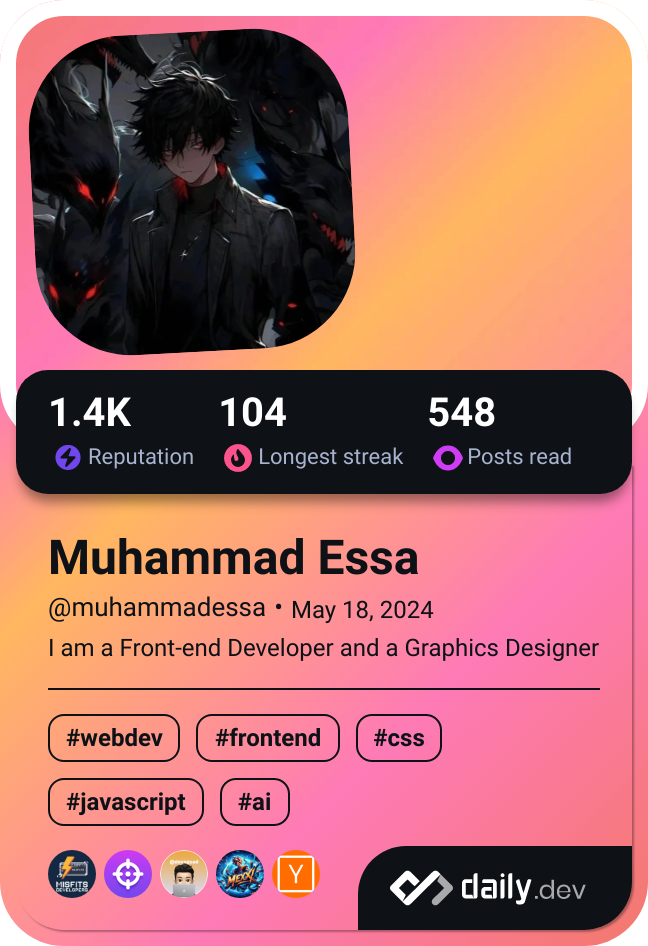 1.4K 104 548
Reputation Longest streak Posts read
Muhammad Essa
@muhammadessa • May 18, 2024
I am a Front-end Developer and a Graphics Designer
#webdev #frontend #css
#javascript #ai
MISFITS
DEVELOPERS
Y
daily.dev